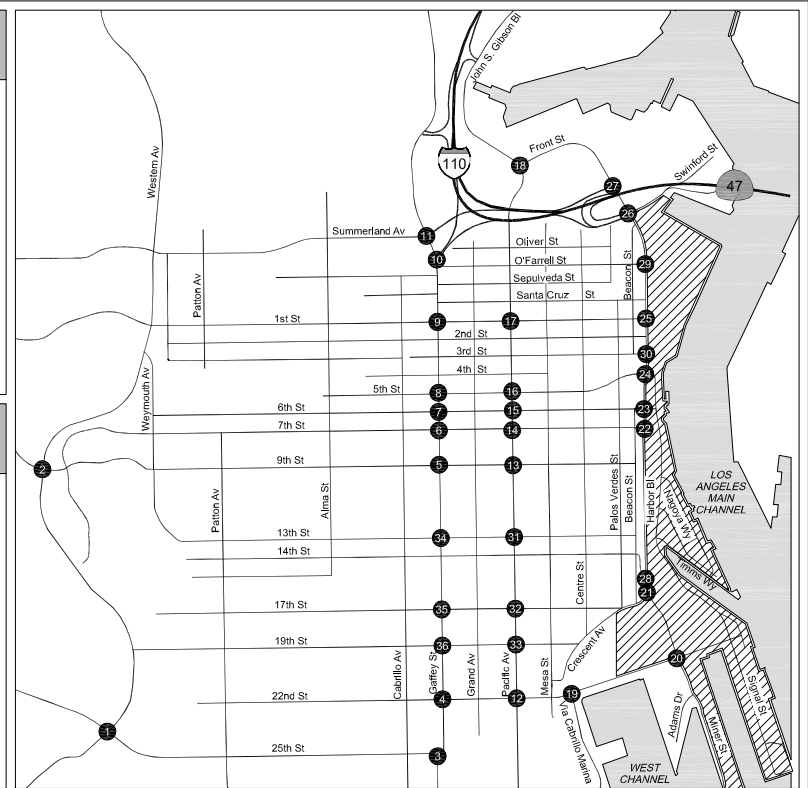 John S. Gibson Bl
110
18
Front St
27
Swinford St
47
Western Av
26
Summerland Av
11
Oliver St
10
O'Farrell St
29
Sepulveda St
Beacon St
Santa Cruz St
Patton Av
1st St
9
17
25
2nd St
3rd St
30
4th St
24
Weymouth Av
5th St
8
16
6th St
7
15
23
7th St
6
14
22
2
9th St
5
13
LOS
ANGELES
MAIN
CHANNEL
Patton Av
Alma St
Palos Verdes St
Beacon St
Harbor Bl
Nagoya Wy
13th St
34
31
14th St
Timms Wy
28
21
Centre St
17th St
35
32
19th St
36
33
Crescent Av
20
Cabrillo Av
Gaffey St
Grand Av
Pacific Av
Mesa St
22nd St
4
12
19
Via Cabrillo Marina
Adams Dr
Miner St
Signal St
1
25th St
3
WEST
CHANNEL